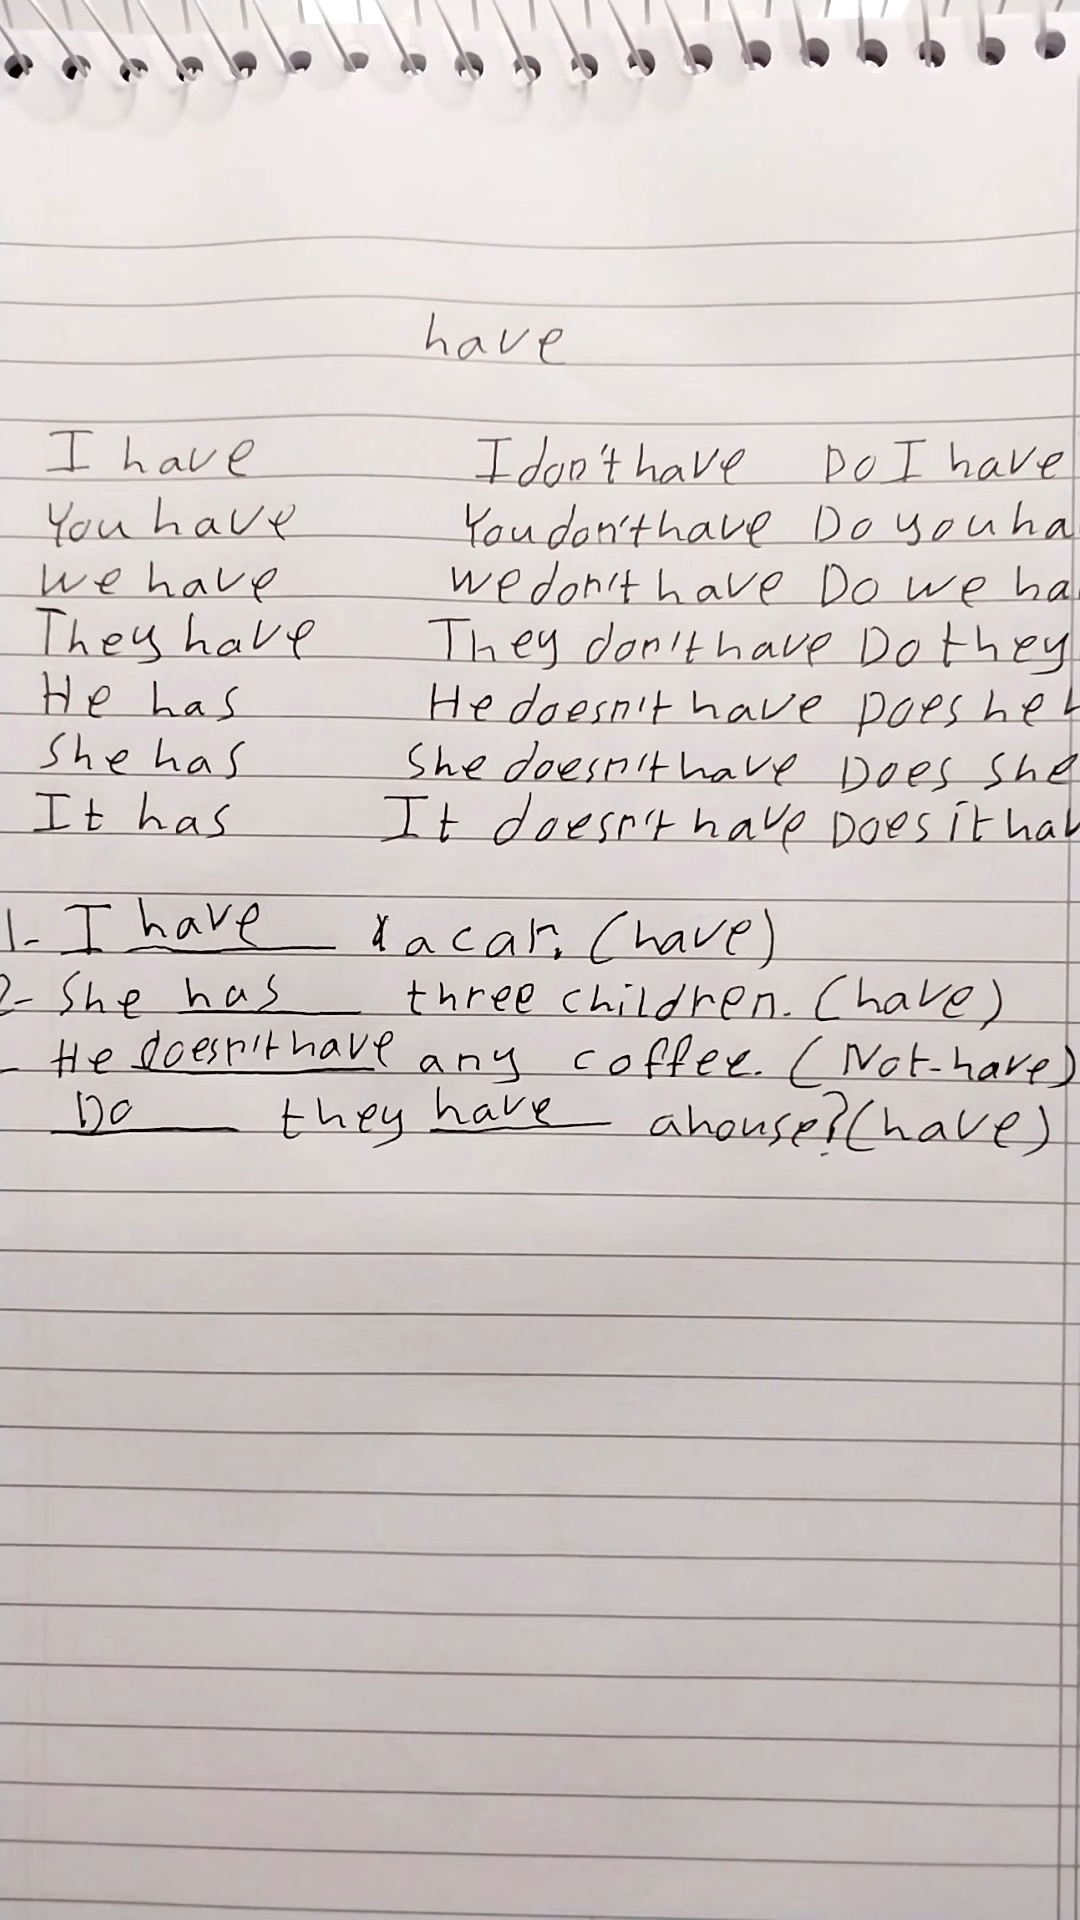 have
I have I don't have Do I have
You have You don't have Do you ha
We have We don't have Do we ha
They have They don't have Do they
He has He doesn't have Does he h
She has She doesn't have Does she
It has It doesn't have Does it hav
1- I have a car. (have)
2- She has three children. (have)
- He doesn't have any coffee. (Not-have)
Do they have a house? (have)